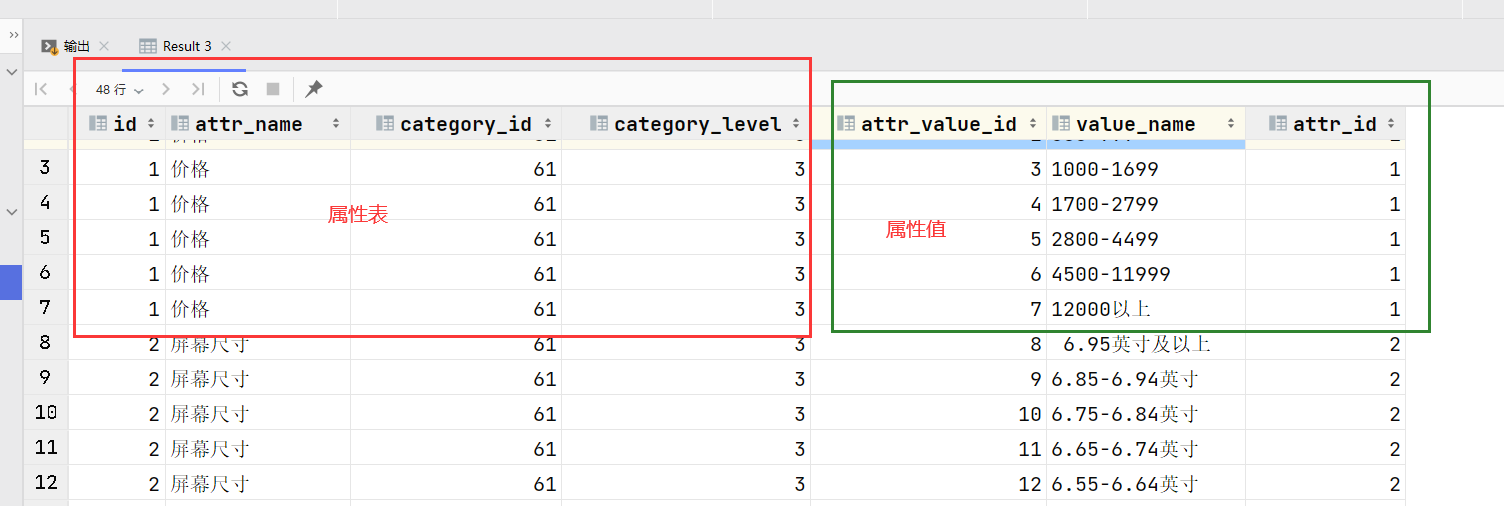 输出
Result 3
48 行
id attr_name category_id category_level attr_value_id value_name attr_id
3 1 价格 61 3 3 1000-1699 1
4 1 价格 61 3 4 1700-2799 1
属性表
属性值
5 1 价格 61 3 5 2800-4499 1
6 1 价格 61 3 6 4500-11999 1
7 1 价格 61 3 7 12000以上 1
8 2 屏幕尺寸 61 3 8 6.95英寸及以上 2
9 2 屏幕尺寸 61 3 9 6.85-6.94英寸 2
10 2 屏幕尺寸 61 3 10 6.75-6.84英寸 2
11 2 屏幕尺寸 61 3 11 6.65-6.74英寸 2
12 2 屏幕尺寸 61 3 12 6.55-6.64英寸 2